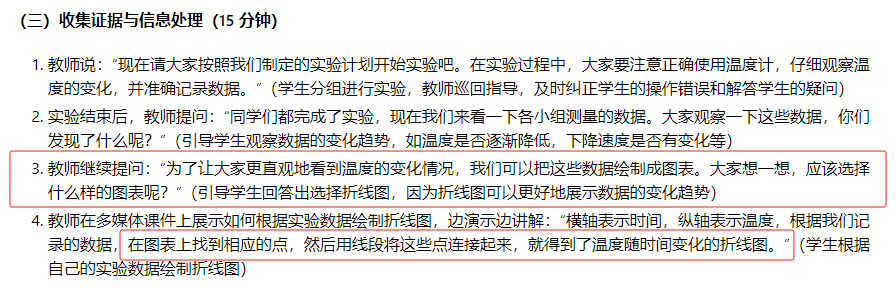 （三）收集证据与信息处理（15 分钟）
1. 教师说：“现在请大家按照我们制定的实验计划开始实验吧。在实验过程中，大家要注意正确使用温度计，仔细观察温
度的变化，并准确记录数据。”（学生分组进行实验，教师巡回指导，及时纠正学生的操作错误和解答学生的疑问）
2. 实验结束后，教师提问：“同学们都完成了实验，现在我们来看一下各小组测量的数据。大家观察一下这些数据，你们
发现了什么呢？”（引导学生观察数据的变化趋势，如温度是否逐渐降低，下降速度是否有变化等）
3. 教师继续提问：“为了让大家更直观地看到温度的变化情况，我们可以把这些数据绘制成图表。大家想一想，应该选择
什么样的图表呢？”（引导学生回答出选择折线图，因为折线图可以更好地展示数据的变化趋势）
4. 教师在多媒体课件上展示如何根据实验数据绘制折线图，边演示边讲解：“横轴表示时间，纵轴表示温度，根据我们记
录的数据，在图表上找到相应的点，然后用线段将这些点连接起来，就得到了温度随时间变化的折线图。”（学生根据
自己的实验数据绘制折线图）